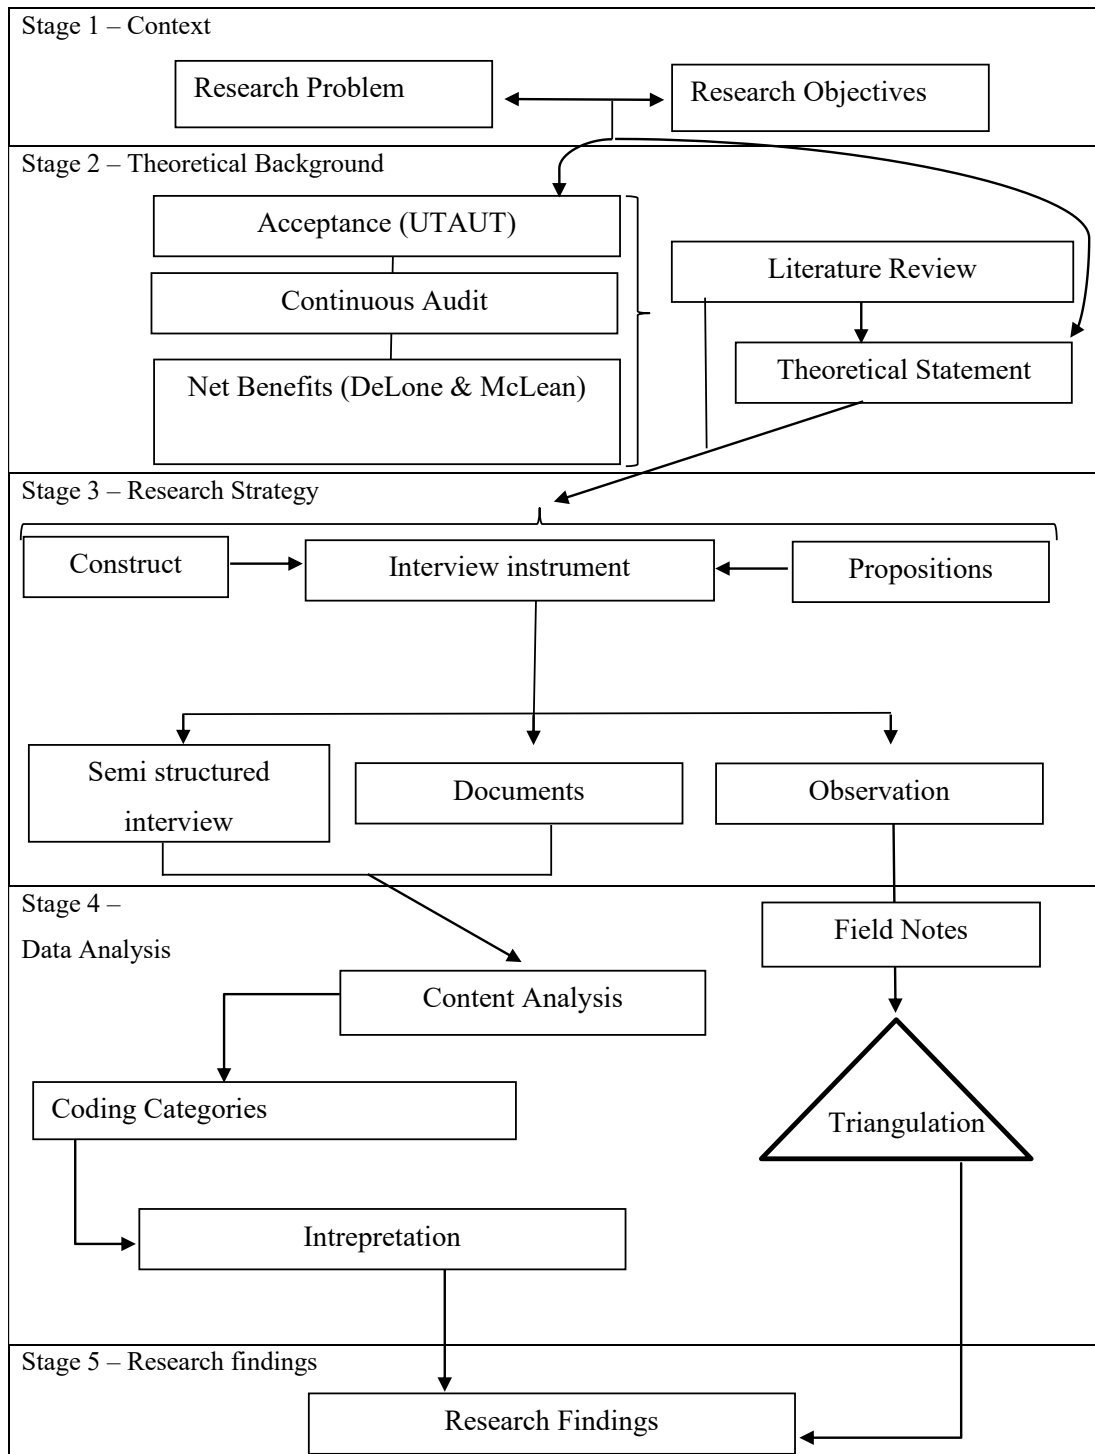 Stage 1 – Context
Research Problem
Research Objectives
Stage 2 – Theoretical Background
Acceptance (UTAUT)
Continuous Audit
Net Benefits (DeLone & McLean)
Literature Review
Theoretical Statement
Stage 3 – Research Strategy
Construct
Interview instrument
Propositions
Semi structured
interview
Documents
Observation
Stage 4 –
Data Analysis
Field Notes
Content Analysis
Coding Categories
Triangulation
Intrepretation
Stage 5 – Research findings
Research Findings